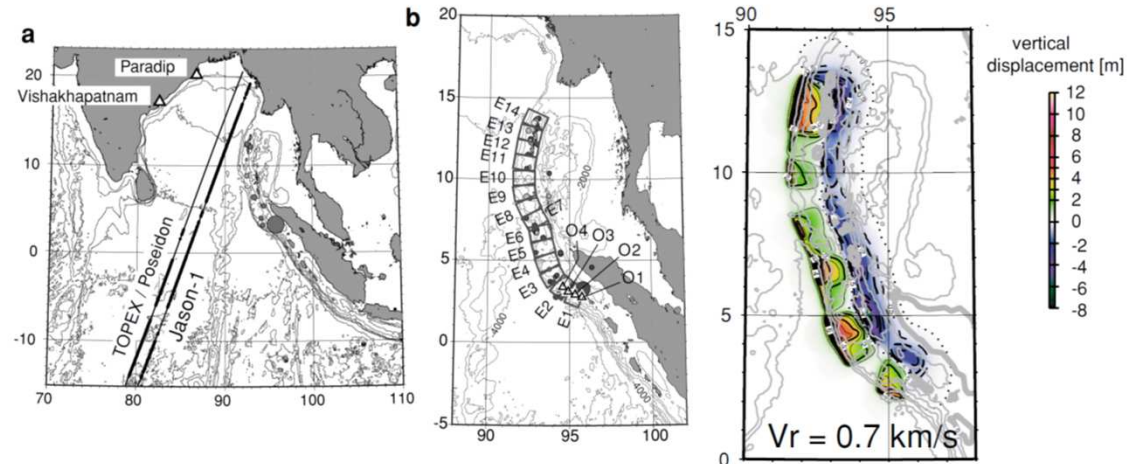 a
Paradip
Vishakhapatnam
TOPEX / Poseidon
Jason-1
20
10
0
-10
70
80
90
100
110
b
20
15
10
5
0
-5
90
95
100
E14
E13
E12
E11
E10
E9
E8
E7
E6
E5
E4
E3
E2
E1
O4
O3
O2
O1
2000
4000
4000
90
95
15
10
5
0
Vr = 0.7 km/s
vertical
displacement [m]
12
10
8
6
4
2
0
-2
-4
-6
-8